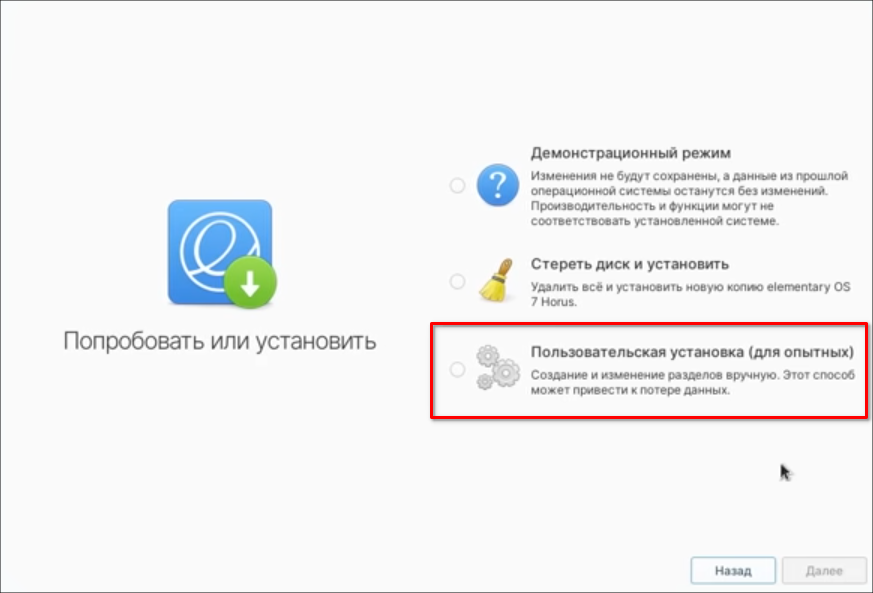 Попробовать или установить
Демонстрационный режим
Изменения не будут сохранены, а данные из прошлой
операционной системы останутся без изменений.
Производительность и функции могут не
соответствовать установленной системе.
Стереть диск и установить
Удалить всё и установить новую копию elementary OS
7 Horus.
Пользовательская установка (для опытных)
Создание и изменение разделов вручную. Этот способ
может привести к потере данных.
Назад
Далее